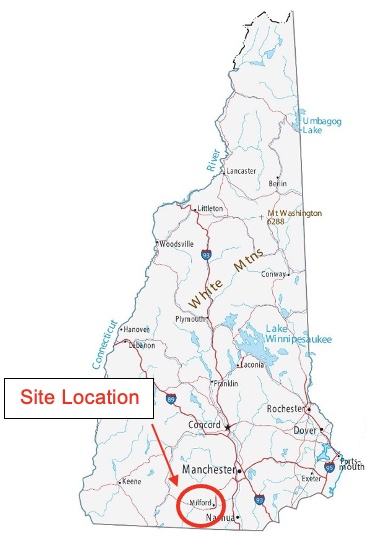 Umbagog
Lake
River
Lancaster
Berlin
Littleton
Mt Washington
6288
Woodsville
93
White Mtns
Conway
Plymouth
Connecticut
Hanover
Lebanon
Lake
Winnipesaukee
Laconia
Franklin
Site Location
89
Rochester
Concord
Dover
Ports-
mouth
95
Manchester
Exeter
Keene
Milford
Nashua